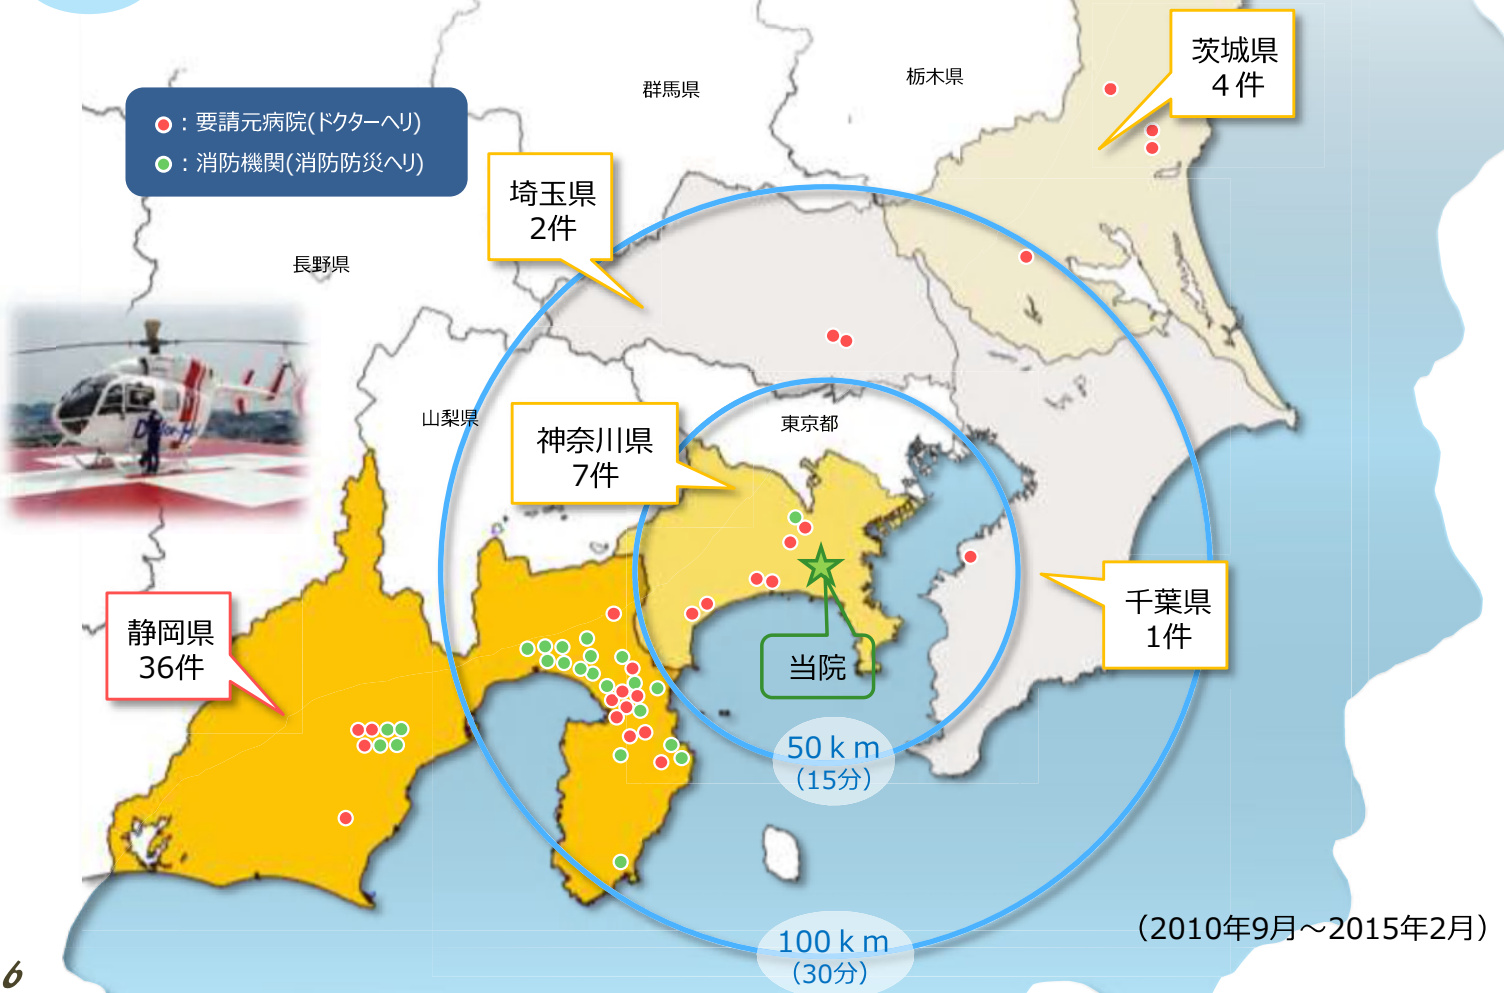 茨城県
４件
栃木県
群馬県
：要請元病院(ドクターヘリ)
：消防機関(消防防災ヘリ)
埼玉県
2件
長野県
山梨県
神奈川県
7件
東京都
千葉県
1件
静岡県
36件
当院
50ｋｍ
（15分）
100ｋｍ
（30分）
（2010年9月～2015年2月）
6